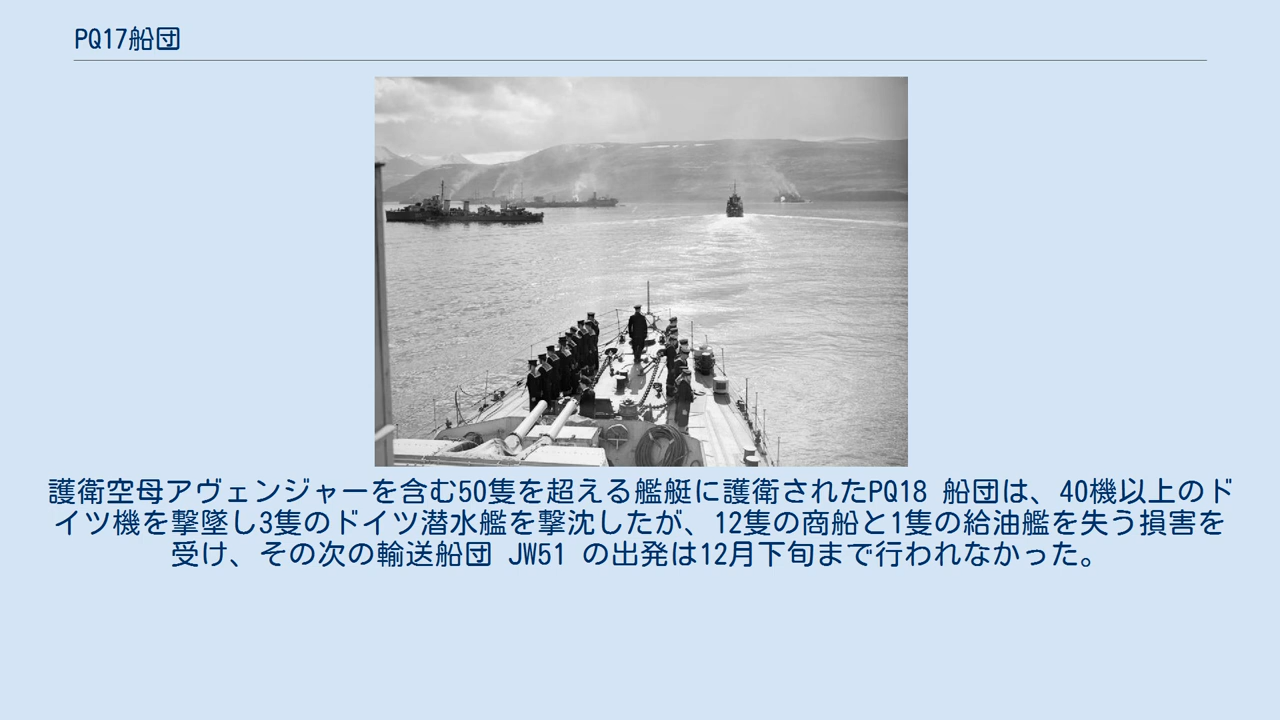 PQ17船団
護衛空母アヴェンジャーを含む50隻を超える艦艇に護衛されたPQ18 船団は、40機以上のド
イツ機を撃墜し3隻のドイツ潜水艦を撃沈したが、12隻の商船と1隻の給油艦を失う損害を
受け、その次の輸送船団 JW51 の出発は12月下旬まで行われなかった。